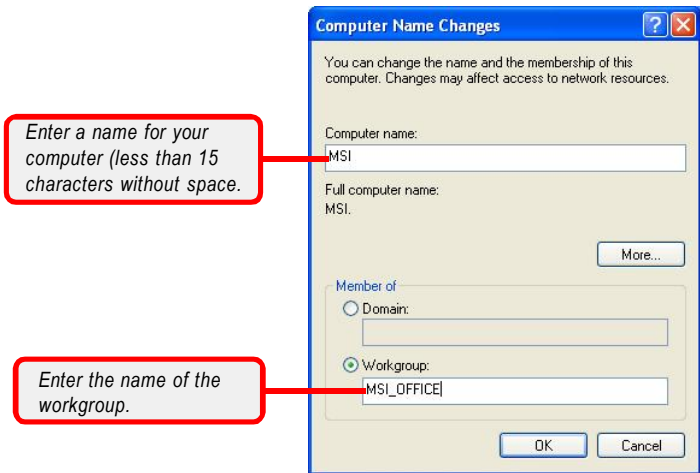 Computer Name Changes
You can change the name and the membership of this
computer. Changes may affect access to network resources.
Enter a name for your
computer (less than 15
characters without space.
Computer name:
MSI
Full computer name:
MSI.
More...
Member of
Domain:
Workgroup:
MSI_OFFICE
Enter the name of the
workgroup.
OK
Cancel